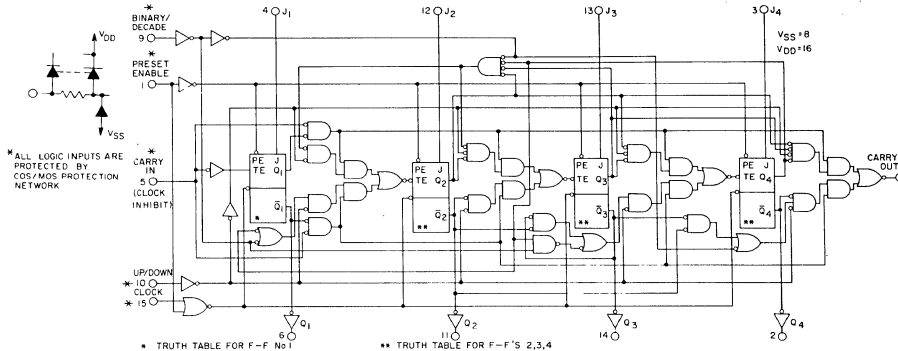 * BINARY/
DECADE
9
4 J1
12 J2
13 J3
3 J4
VSS=8
VDD=16
VDD
* PRESET
ENABLE
1
VSS
* ALL LOGIC INPUTS ARE
PROTECTED BY
COS/MOS PROTECTION
NETWORK
* CARRY
IN
5
(CLOCK
INHIBIT)
PE J
TE Q1
Q̅1
*
PE J
TE Q2
Q̅2
**
PE J
TE Q3
Q̅3
**
PE J
TE Q4
Q̅4
**
CARRY
OUT
UP/DOWN
* 10
CLOCK
* 15
Q1
6
Q2
11
Q3
14
Q4
2
* TRUTH TABLE FOR F-F No 1
** TRUTH TABLE FOR F-F'S 2,3,4